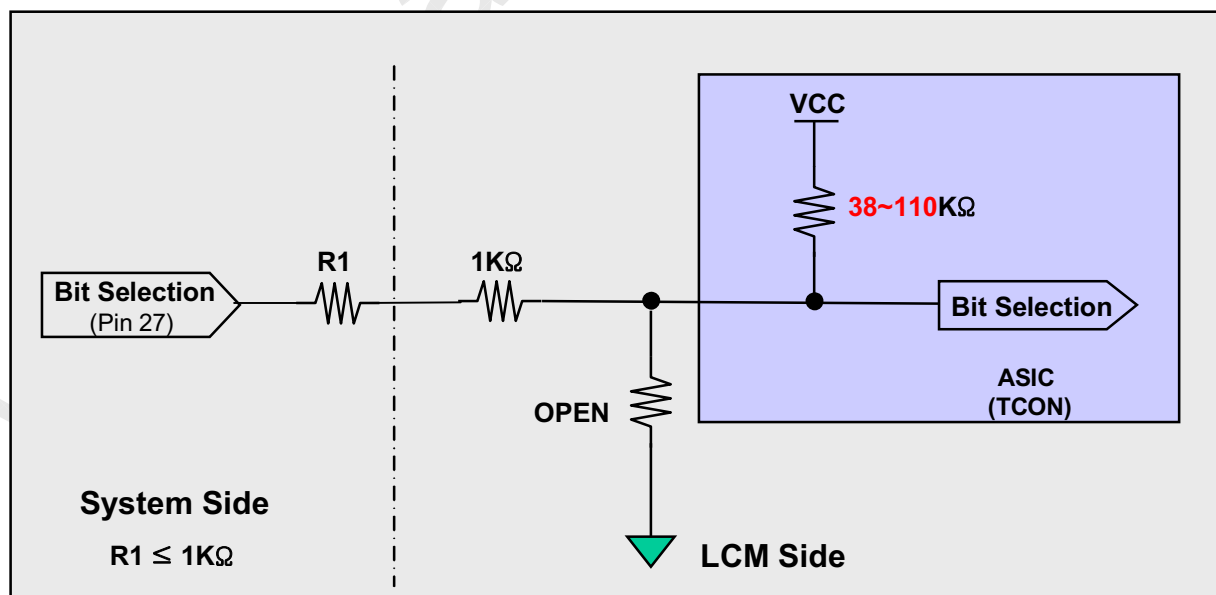 VCC
38~110KΩ
R1
1KΩ
Bit Selection
(Pin 27)
Bit Selection
ASIC
(TCON)
OPEN
System Side
R1 ≤ 1KΩ
LCM Side